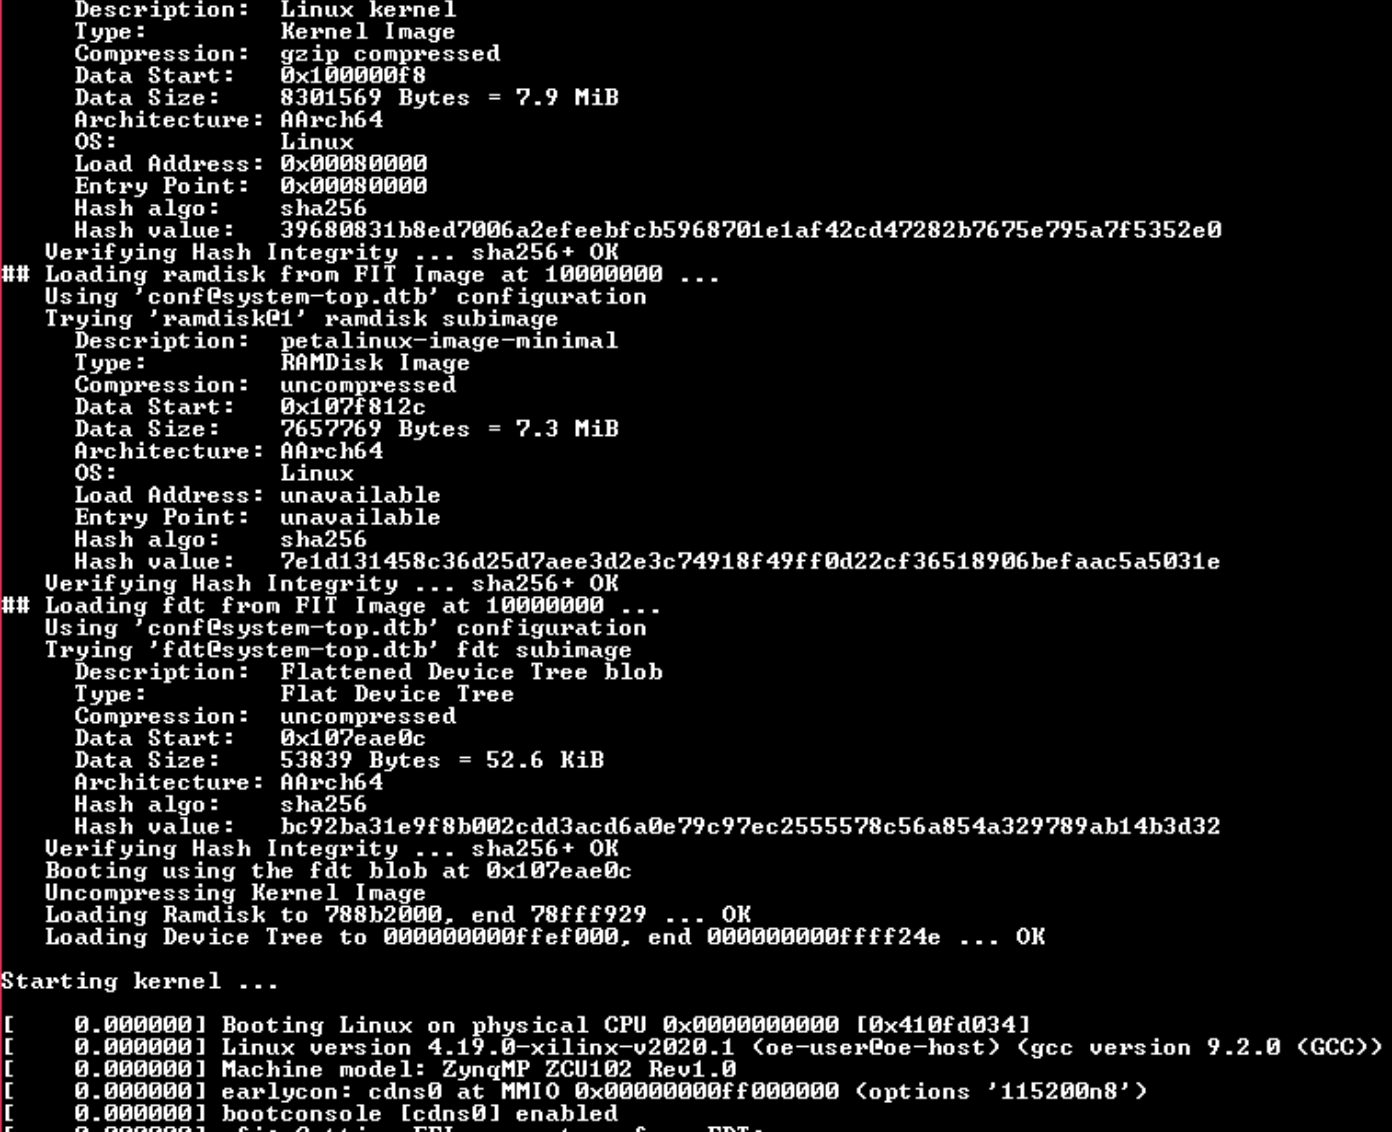 Description:  Linux kernel
Type:         Kernel Image
Compression:  gzip compressed
Data Start:   0x100000f8
Data Size:    8301569 Bytes = 7.9 MiB
Architecture: AArch64
OS:           Linux
Load Address: 0x00080000
Entry Point:  0x00080000
Hash algo:    sha256
Hash value:   39680831b8ed7006a2efeebfcb5968701e1af42cd47282b7675e795a7f5352e0
Verifying Hash Integrity ... sha256+ OK
## Loading ramdisk from FIT Image at 10000000 ...
Using 'conf@system-top.dtb' configuration
Trying 'ramdisk@1' ramdisk subimage
Description:  petalinux-image-minimal
Type:         RAMDisk Image
Compression:  uncompressed
Data Start:   0x107f812c
Data Size:    7657769 Bytes = 7.3 MiB
Architecture: AArch64
OS:           Linux
Load Address: unavailable
Entry Point:  unavailable
Hash algo:    sha256
Hash value:   7e1d131458c36d25d7aee3d2e3c74918f49ff0d22cf36518906befaac5a5031e
Verifying Hash Integrity ... sha256+ OK
## Loading fdt from FIT Image at 10000000 ...
Using 'conf@system-top.dtb' configuration
Trying 'fdt@system-top.dtb' fdt subimage
Description:  Flattened Device Tree blob
Type:         Flat Device Tree
Compression:  uncompressed
Data Start:   0x107eae0c
Data Size:    53839 Bytes = 52.6 KiB
Architecture: AArch64
Hash algo:    sha256
Hash value:   bc92ba31e9f8b002cdd3acd6a0e79c97ec2555578c56a854a329789ab14b3d32
Verifying Hash Integrity ... sha256+ OK
Booting using the fdt blob at 0x107eae0c
Uncompressing Kernel Image
Loading Ramdisk to 788b2000, end 78fff929 ... OK
Loading Device Tree to 000000000ffef000, end 000000000ffff24e ... OK
Starting kernel ...
[    0.000000] Booting Linux on physical CPU 0x0000000000 [0x410fd034]
[    0.000000] Linux version 4.19.0-xilinx-v2020.1 (oe-user@oe-host) (gcc version 9.2.0 (GCC))
[    0.000000] Machine model: ZynqMP ZCU102 Rev1.0
[    0.000000] earlycon: cdns0 at MMIO 0x00000000ff000000 (options '115200n8')
[    0.000000] bootconsole [cdns0] enabled